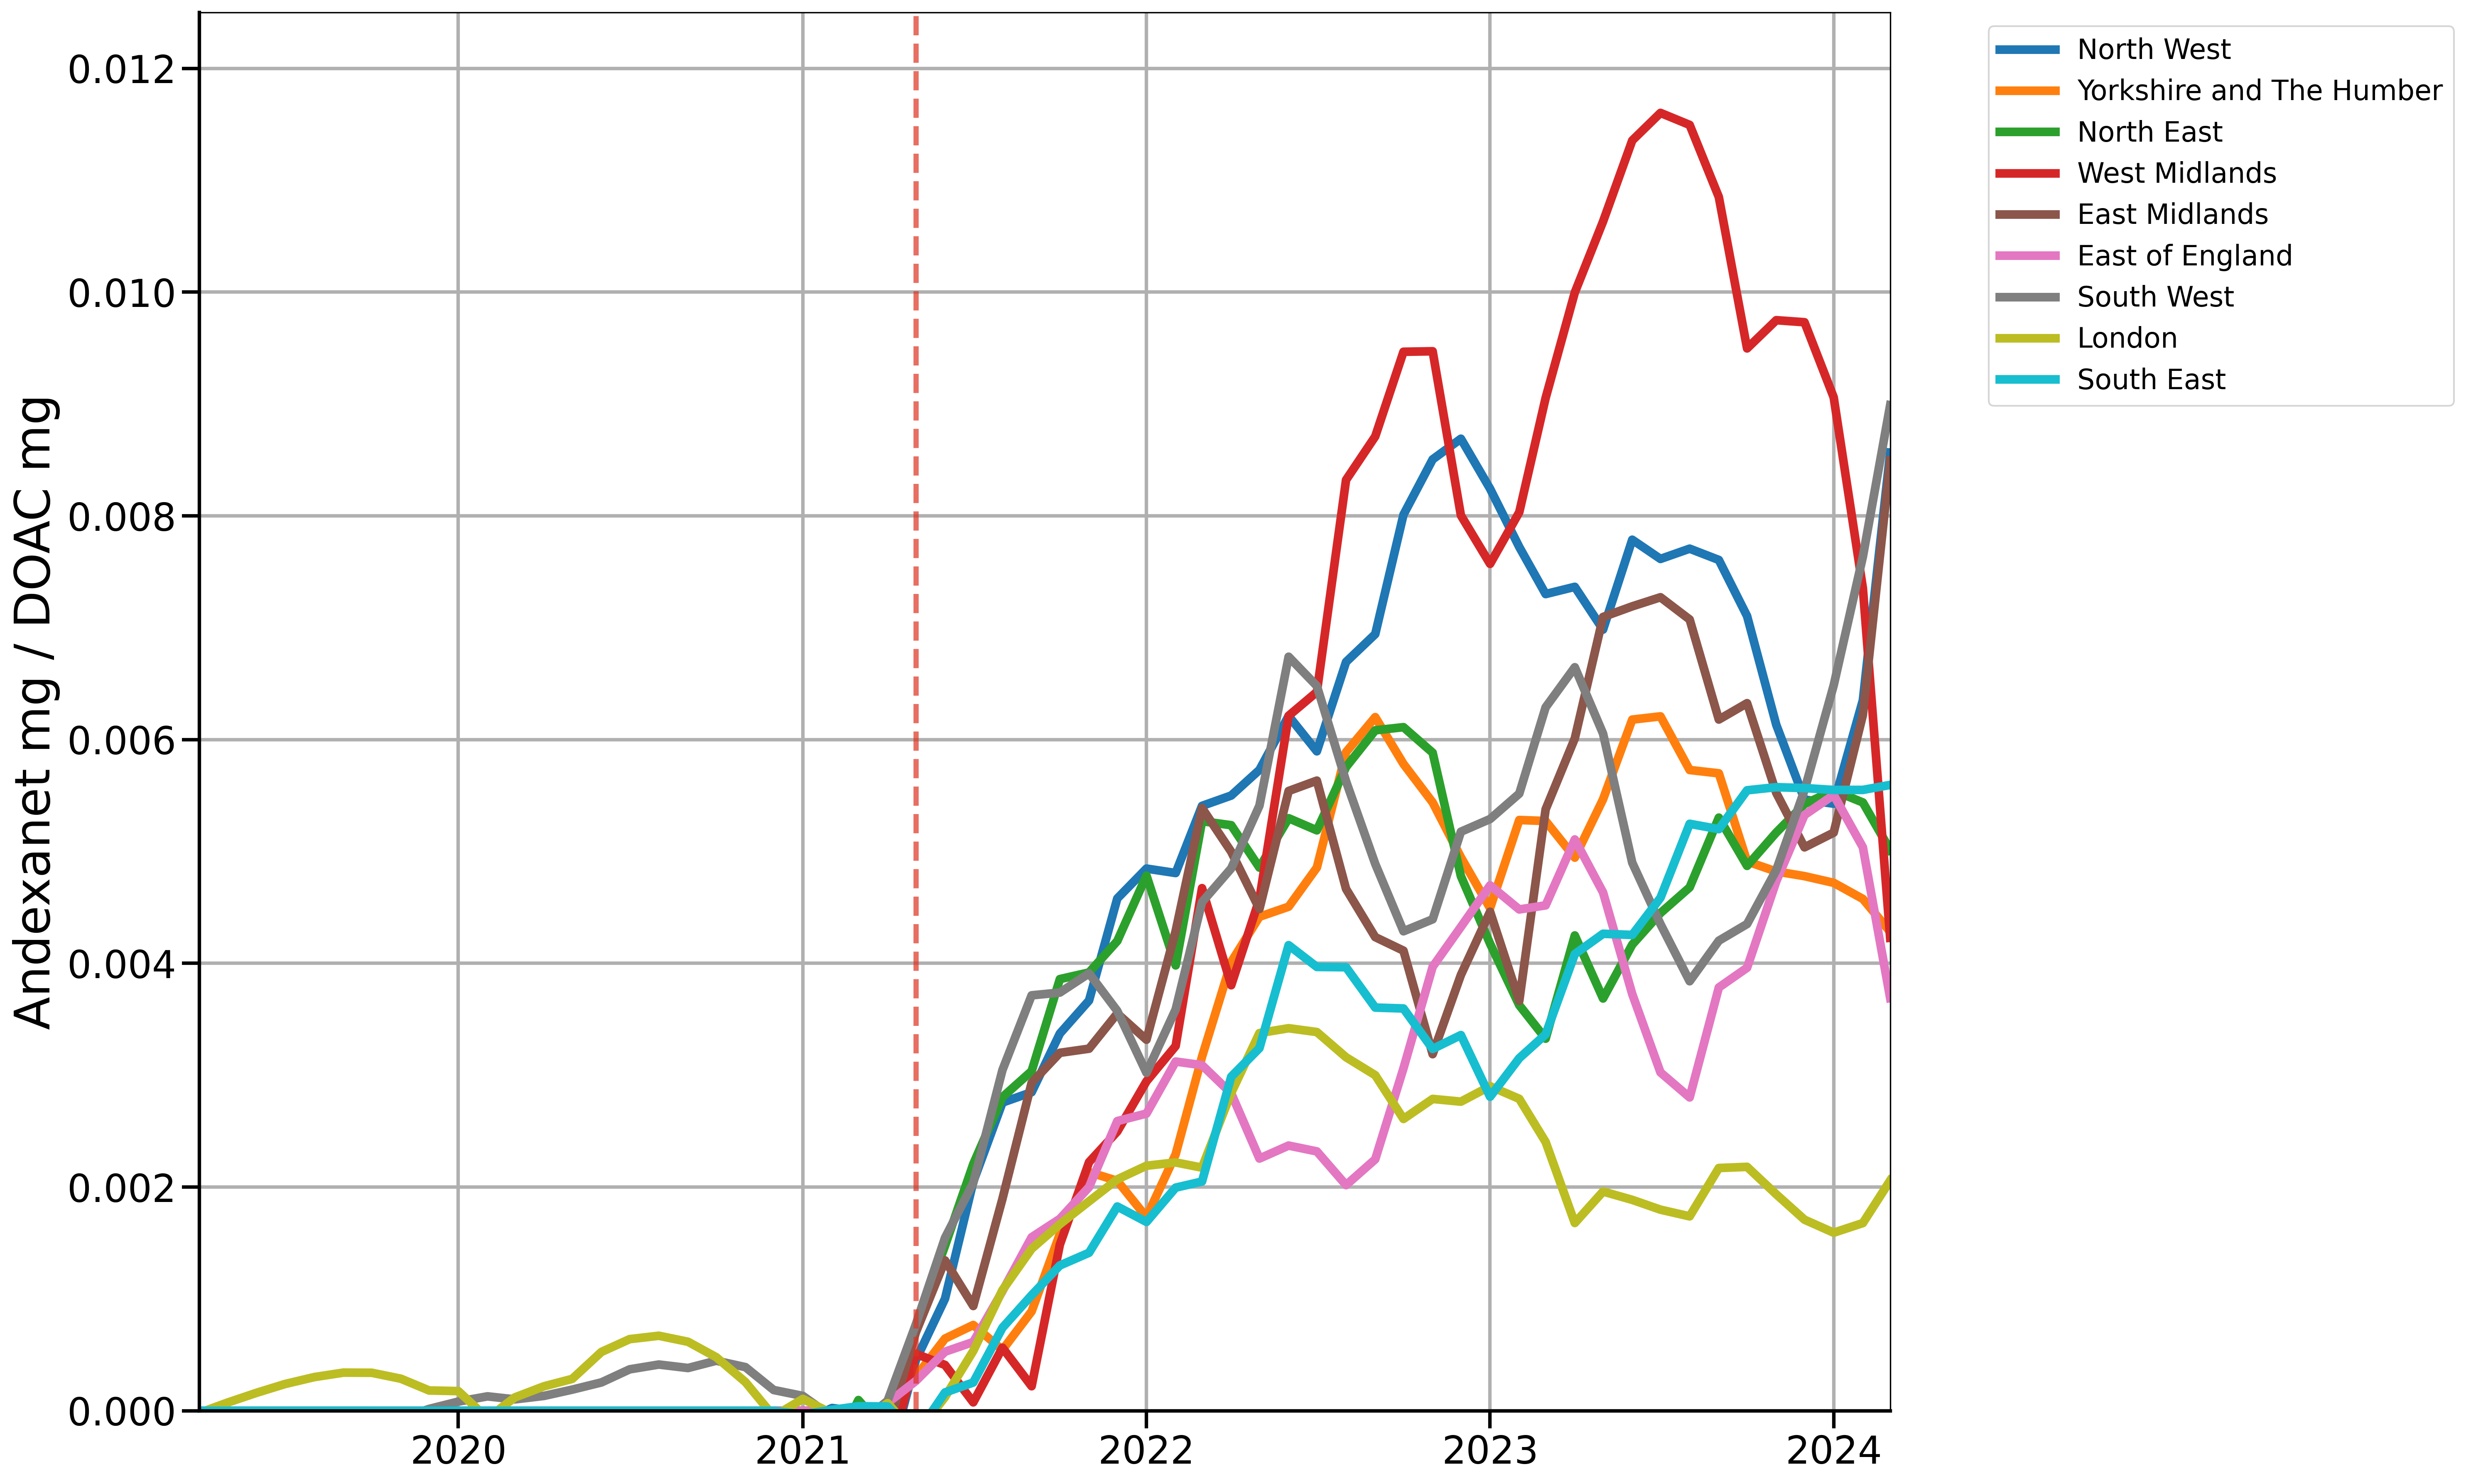 Andexanet mg / DOAC mg
0.012
0.010
0.008
0.006
0.004
0.002
0.000
2020
2021
2022
2023
2024
North West
Yorkshire and The Humber
North East
West Midlands
East Midlands
East of England
South West
London
South East